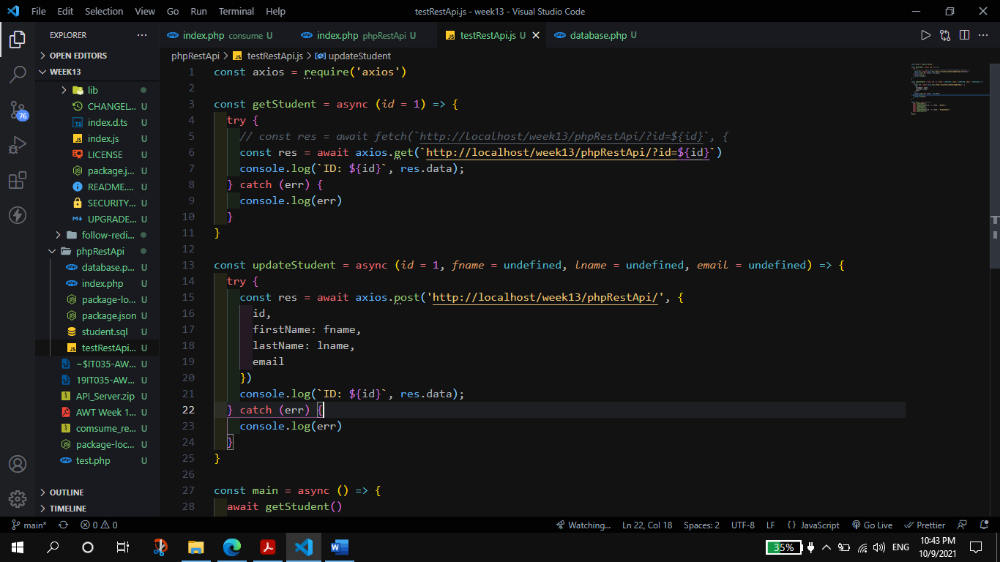 File Edit Selection View Go Run Terminal Help testRestApi.js - week13 - Visual Studio Code
EXPLORER ...
OPEN EDITORS
WEEK13
lib
CHANGEL...
U
index.d.ts U
index.js U
LICENSE U
package.j... U
README.... U
SECURITY... U
UPGRADE... U
follow-redi...
phpRestApi
database.p... U
index.php U
package-lo... U
package.json U
student.sql U
testRestApi... U
~$IT035-AW... U
19IT035-AW... U
API_Server.zip U
AWT Week 1... U
comsume_re... U
package-loc... U
test.php U
OUTLINE
TIMELINE
76
index.php consume U index.php phpRestApi U testRestApi.js U database.php U
phpRestApi > testRestApi.js > updateStudent
1 const axios = require('axios')
2
3 const getStudent = async (id = 1) => {
4 try {
5 // const res = await fetch(`http://localhost/week13/phpRestApi/?id=${id}`, {
6 const res = await axios.get(`http://localhost/week13/phpRestApi/?id=${id}`)
7 console.log(`ID: ${id}`, res.data);
8 } catch (err) {
9 console.log(err)
10 }
11 }
12
13 const updateStudent = async (id = 1, fname = undefined, lname = undefined, email = undefined) => {
14 try {
15 const res = await axios.post('http://localhost/week13/phpRestApi/', {
16 id,
17 firstName: fname,
18 lastName: lname,
19 email
20 })
21 console.log(`ID: ${id}`, res.data);
22 } catch (err) {
23 console.log(err)
24 }
25 }
26
27 const main = async () => {
28 await getStudent()
main* 0 0 Watching... Ln 22, Col 18 Spaces: 2 UTF-8 LF {} JavaScript Go Live Prettier
35% ENG 10:43 PM
10/9/2021